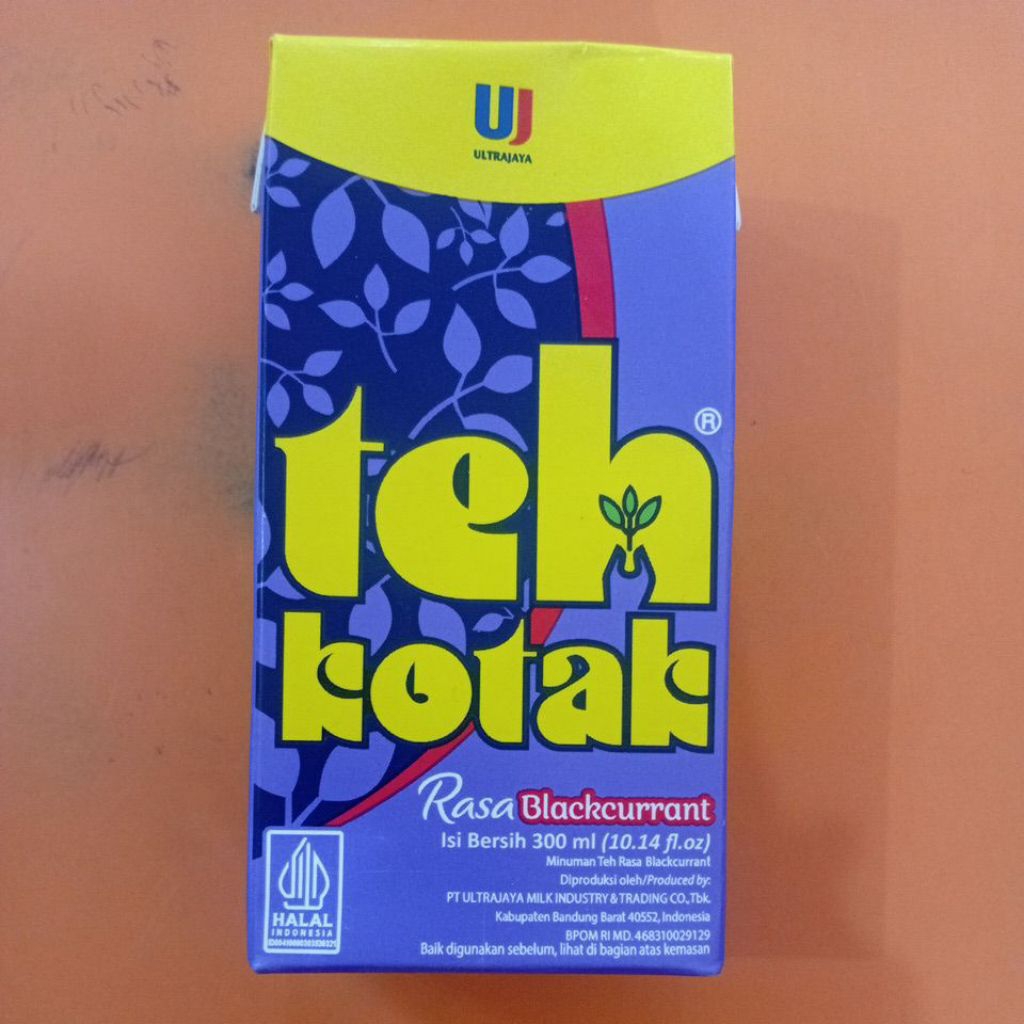 UJ
ULTRAJAYA
teh
®
kotak
Rasa Blackcurrant
Isi Bersih 300 ml (10.14 fl.oz)
Minuman Teh Rasa Blackcurrant
Diproduksi oleh/Produced by:
PT ULTRAJAYA MILK INDUSTRY & TRADING CO.,Tbk.
Kabupaten Bandung Barat 40552, Indonesia
BPOM RI MD. 468310029129
Baik digunakan sebelum, lihat di bagian atas kemasan
HALAL
INDONESIA